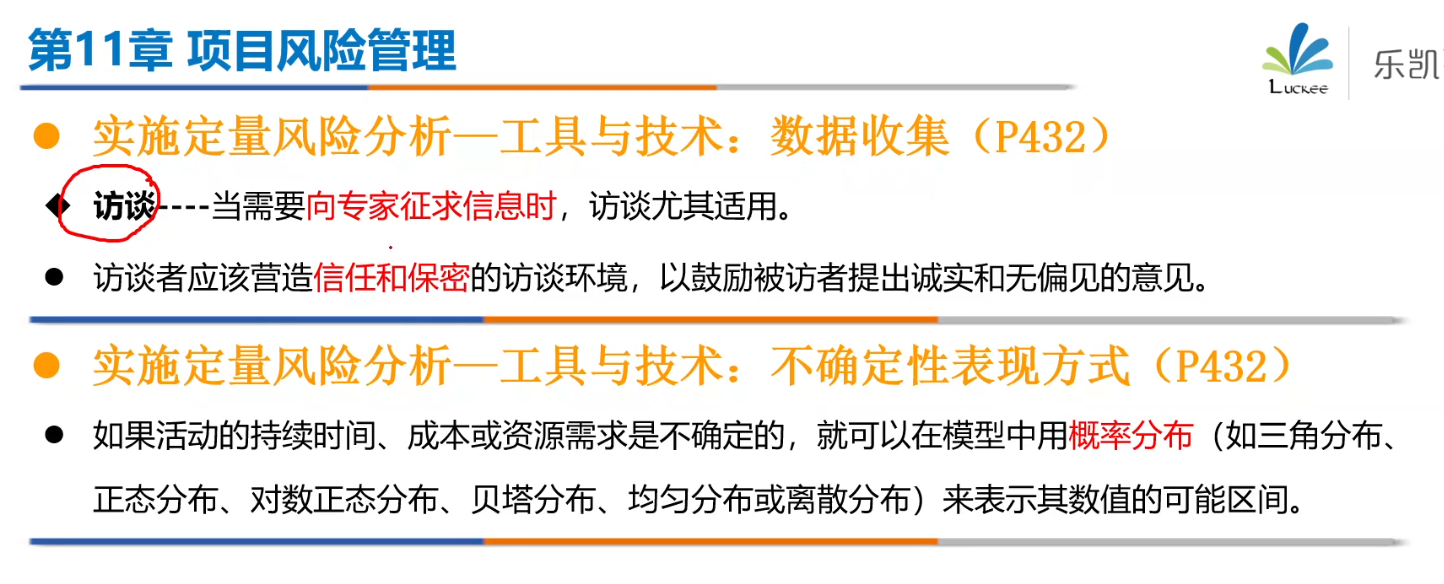 第11章 项目风险管理
Luckee
乐凯
实施定量风险分析—工具与技术：数据收集（P432）
访谈----当需要向专家征求信息时，访谈尤其适用。
访谈者应该营造信任和保密的访谈环境，以鼓励被访者提出诚实和无偏见的意见。
实施定量风险分析—工具与技术：不确定性表现方式（P432）
如果活动的持续时间、成本或资源需求是不确定的，就可以在模型中用概率分布（如三角分布、
正态分布、对数正态分布、贝塔分布、均匀分布或离散分布）来表示其数值的可能区间。